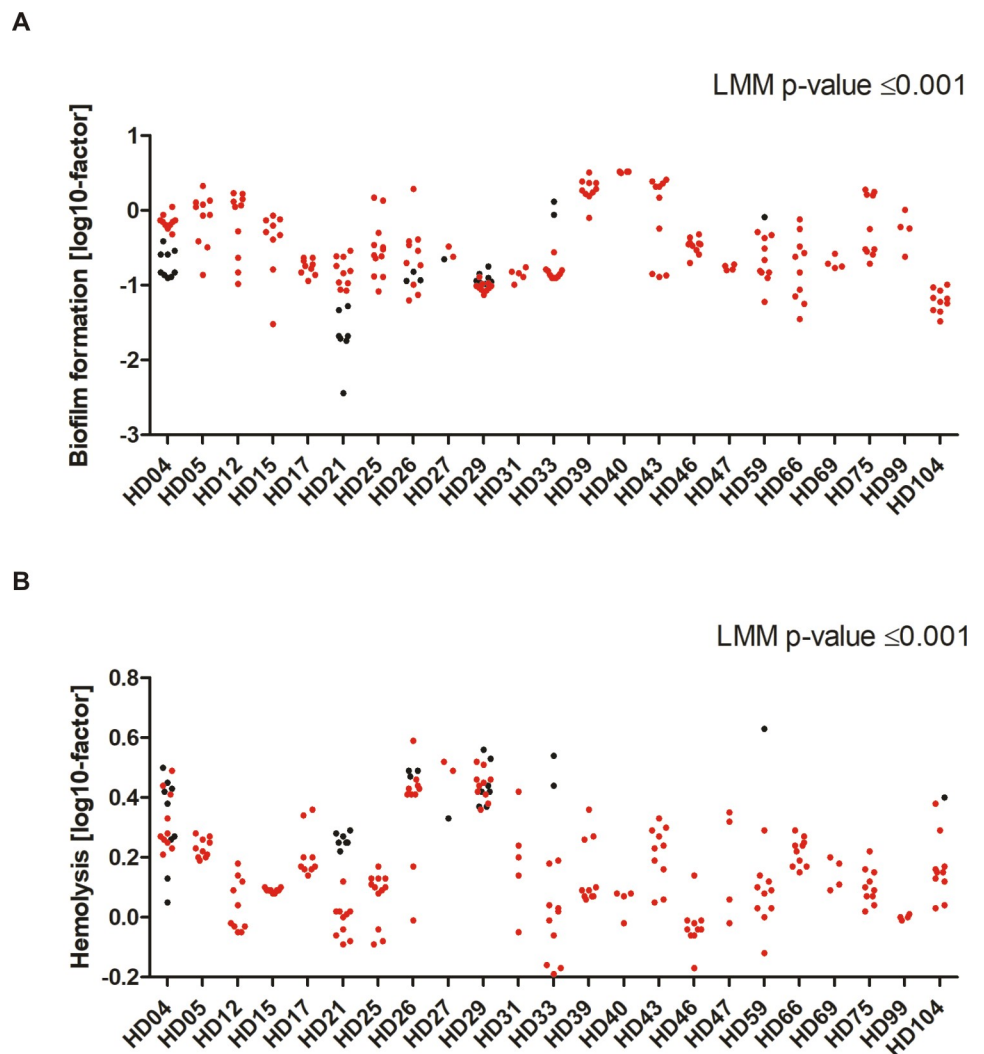 A
LMM p-value ≤0.001
Biofilm formation [log10-factor]
1
0
-1
-2
-3
HD04 HD05 HD12 HD15 HD17 HD21 HD25 HD26 HD27 HD29 HD31 HD33 HD39 HD40 HD43 HD46 HD47 HD59 HD66 HD69 HD75 HD99 HD104
B
LMM p-value ≤0.001
Hemolysis [log10-factor]
0.8
0.6
0.4
0.2
0.0
-0.2
HD04 HD05 HD12 HD15 HD17 HD21 HD25 HD26 HD27 HD29 HD31 HD33 HD39 HD40 HD43 HD46 HD47 HD59 HD66 HD69 HD75 HD99 HD104